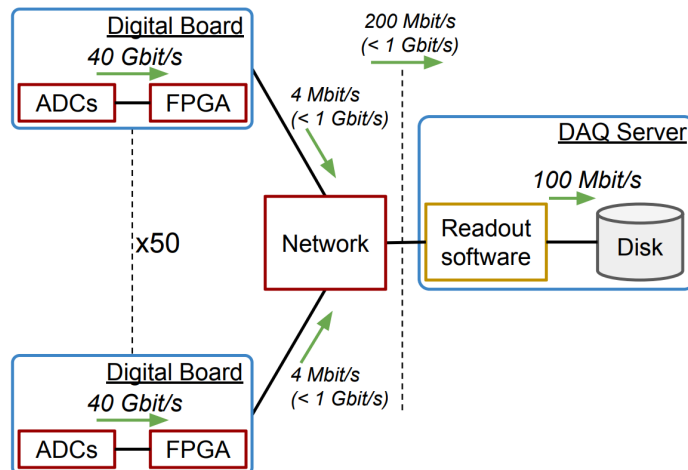 Digital Board
40 Gbit/s
ADCs
FPGA
200 Mbit/s
(< 1 Gbit/s)
4 Mbit/s
(< 1 Gbit/s)
DAQ Server
100 Mbit/s
Readout
software
Disk
Network
x50
4 Mbit/s
(< 1 Gbit/s)
Digital Board
40 Gbit/s
ADCs
FPGA